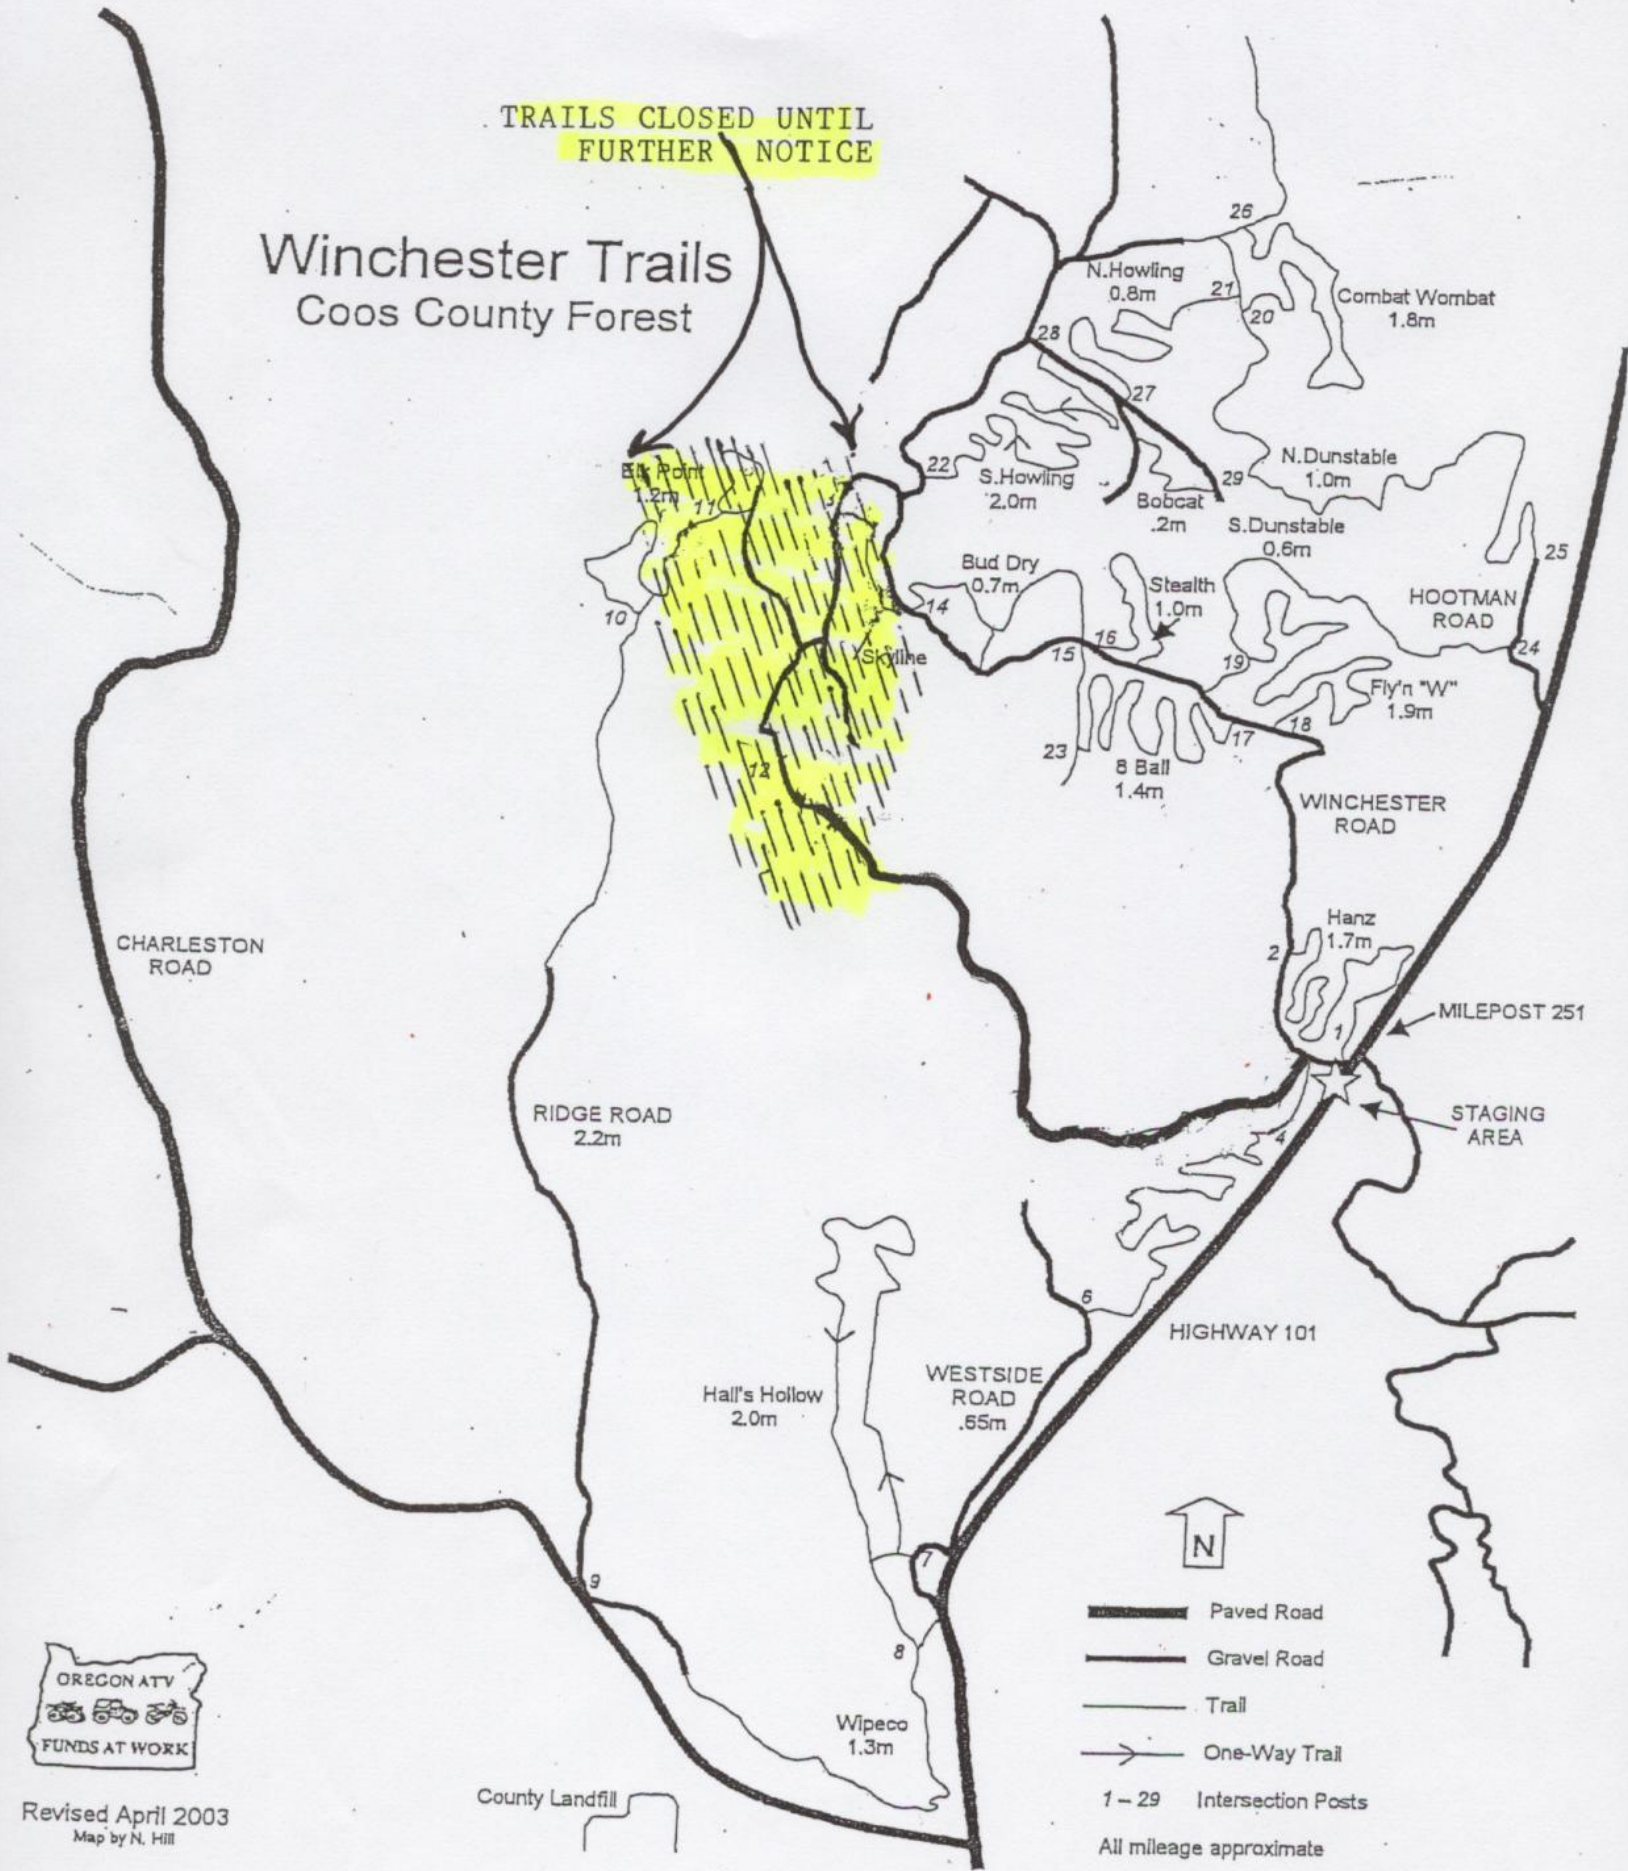 TRAILS CLOSED UNTIL
FURTHER NOTICE
Winchester Trails
Coos County Forest
26
N.Howling
0.8m
21
20
Combat Wombat
1.8m
28
27
22
S.Howling
2.0m
Bobcat
.2m
29
N.Dunstable
1.0m
S.Dunstable
0.6m
25
Elk Point
1.2m
11
10
Bud Dry
0.7m
14
Stealth
1.0m
HOOTMAN
ROAD
24
15
16
19
Skyline
Fly'n "W"
1.9m
18
17
23
8 Ball
1.4m
12
WINCHESTER
ROAD
CHARLESTON
ROAD
Hanz
1.7m
2
1
MILEPOST 251
STAGING
AREA
RIDGE ROAD
2.2m
4
6
HIGHWAY 101
WESTSIDE
ROAD
.65m
Hall's Hollow
2.0m
7
9
8
Wipeco
1.3m
County Landfill
N
Paved Road
Gravel Road
Trail
One-Way Trail
1 – 29 Intersection Posts
All mileage approximate
OREGON ATV
FUNDS AT WORK
Revised April 2003
Map by N. Hill